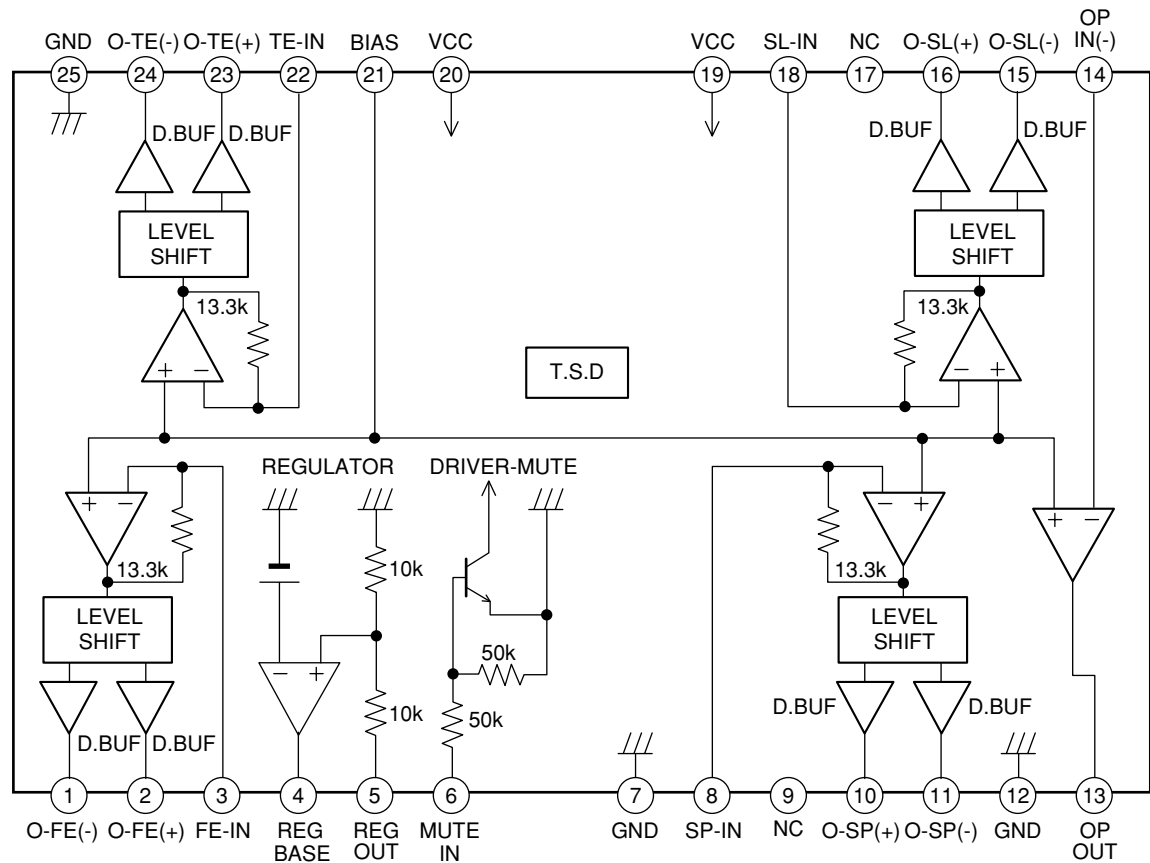 OP
GND O-TE(-) O-TE(+) TE-IN BIAS VCC VCC SL-IN NC O-SL(+) O-SL(-) IN(-)
25 24 23 22 21 20 19 18 17 16 15 14
D.BUF D.BUF D.BUF D.BUF
LEVEL SHIFT
LEVEL SHIFT
13.3k 13.3k
T.S.D
+ − − +
REGULATOR DRIVER-MUTE
+ − − + + −
10k
13.3k 13.3k
LEVEL SHIFT
LEVEL SHIFT
50k
− +
10k 50k
D.BUF D.BUF
D.BUF D.BUF
1 2 3 4 5 6 7 8 9 10 11 12 13
O-FE(-) O-FE(+) FE-IN REG BASE REG OUT MUTE IN GND SP-IN NC O-SP(+) O-SP(-) GND OP OUT